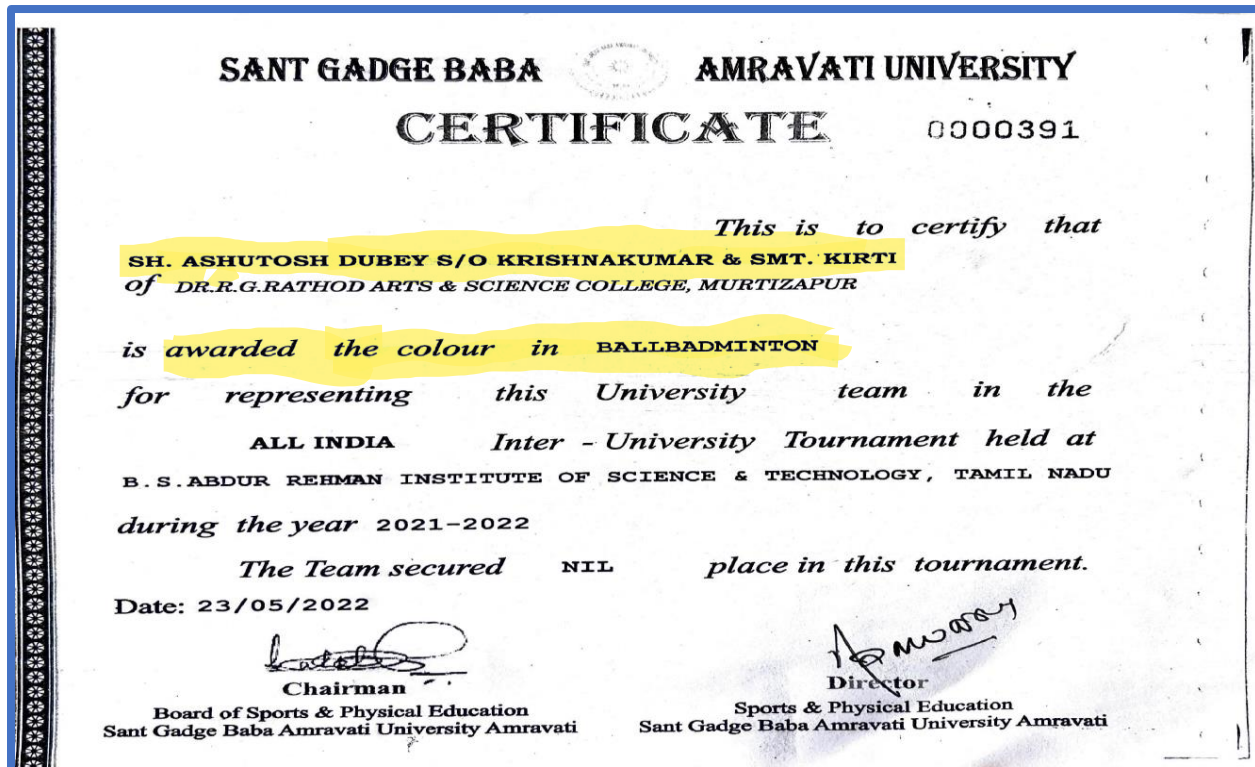 SANT GADGE BABA AMRAVATI UNIVERSITY
CERTIFICATE 0000391
This is to certify that
SH. ASHUTOSH DUBEY S/O KRISHNAKUMAR & SMT. KIRTI
of DR.R.G.RATHOD ARTS & SCIENCE COLLEGE, MURTIZAPUR
is awarded the colour in BALLBADMINTON
for representing this University team in the
ALL INDIA Inter - University Tournament held at
B.S.ABDUR REHMAN INSTITUTE OF SCIENCE & TECHNOLOGY, TAMIL NADU
during the year 2021-2022
The Team secured NIL place in this tournament.
Date: 23/05/2022
Chairman
Board of Sports & Physical Education
Sant Gadge Baba Amravati University Amravati
Director
Sports & Physical Education
Sant Gadge Baba Amravati University Amravati